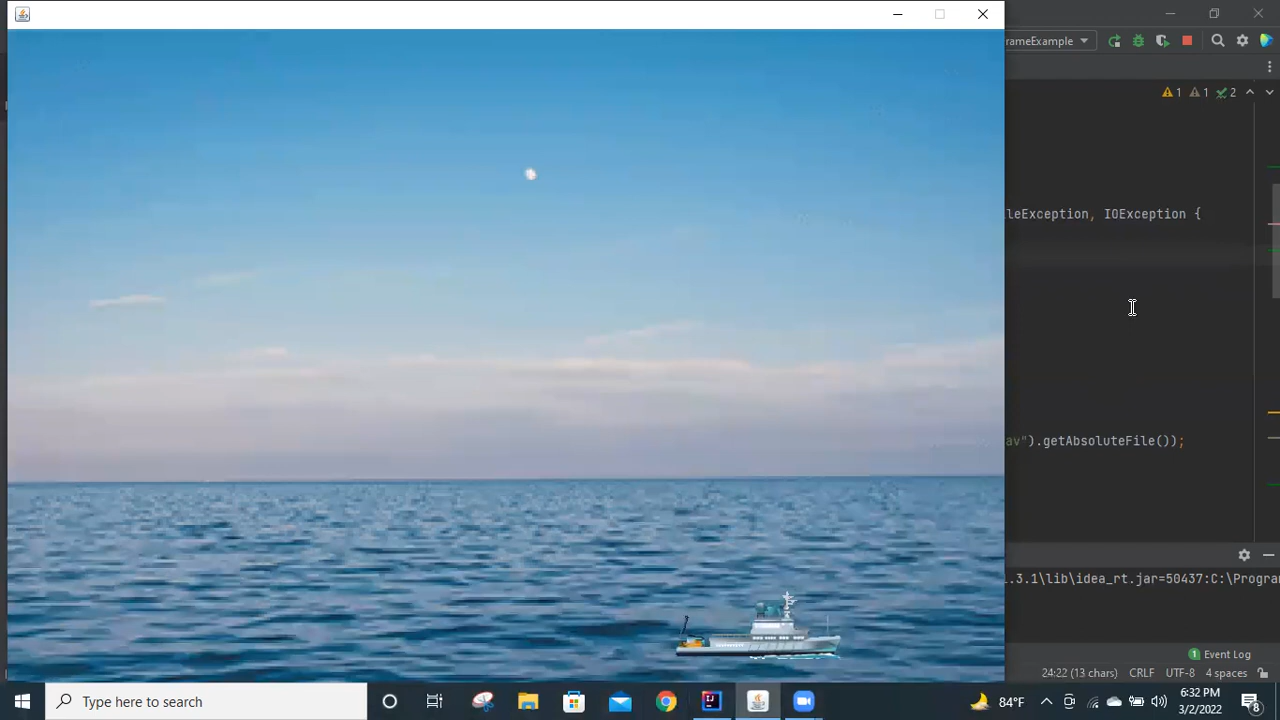 rameExample
1 1 2
leException, IOException {
av").getAbsoluteFile());
1.3.1\lib\idea_rt.jar=50437:C:\Progra
1 Event Log
24:22 (13 chars) CRLF UTF-8 4 spaces
Type here to search
84°F
6:32 PM
3/2/2022
8